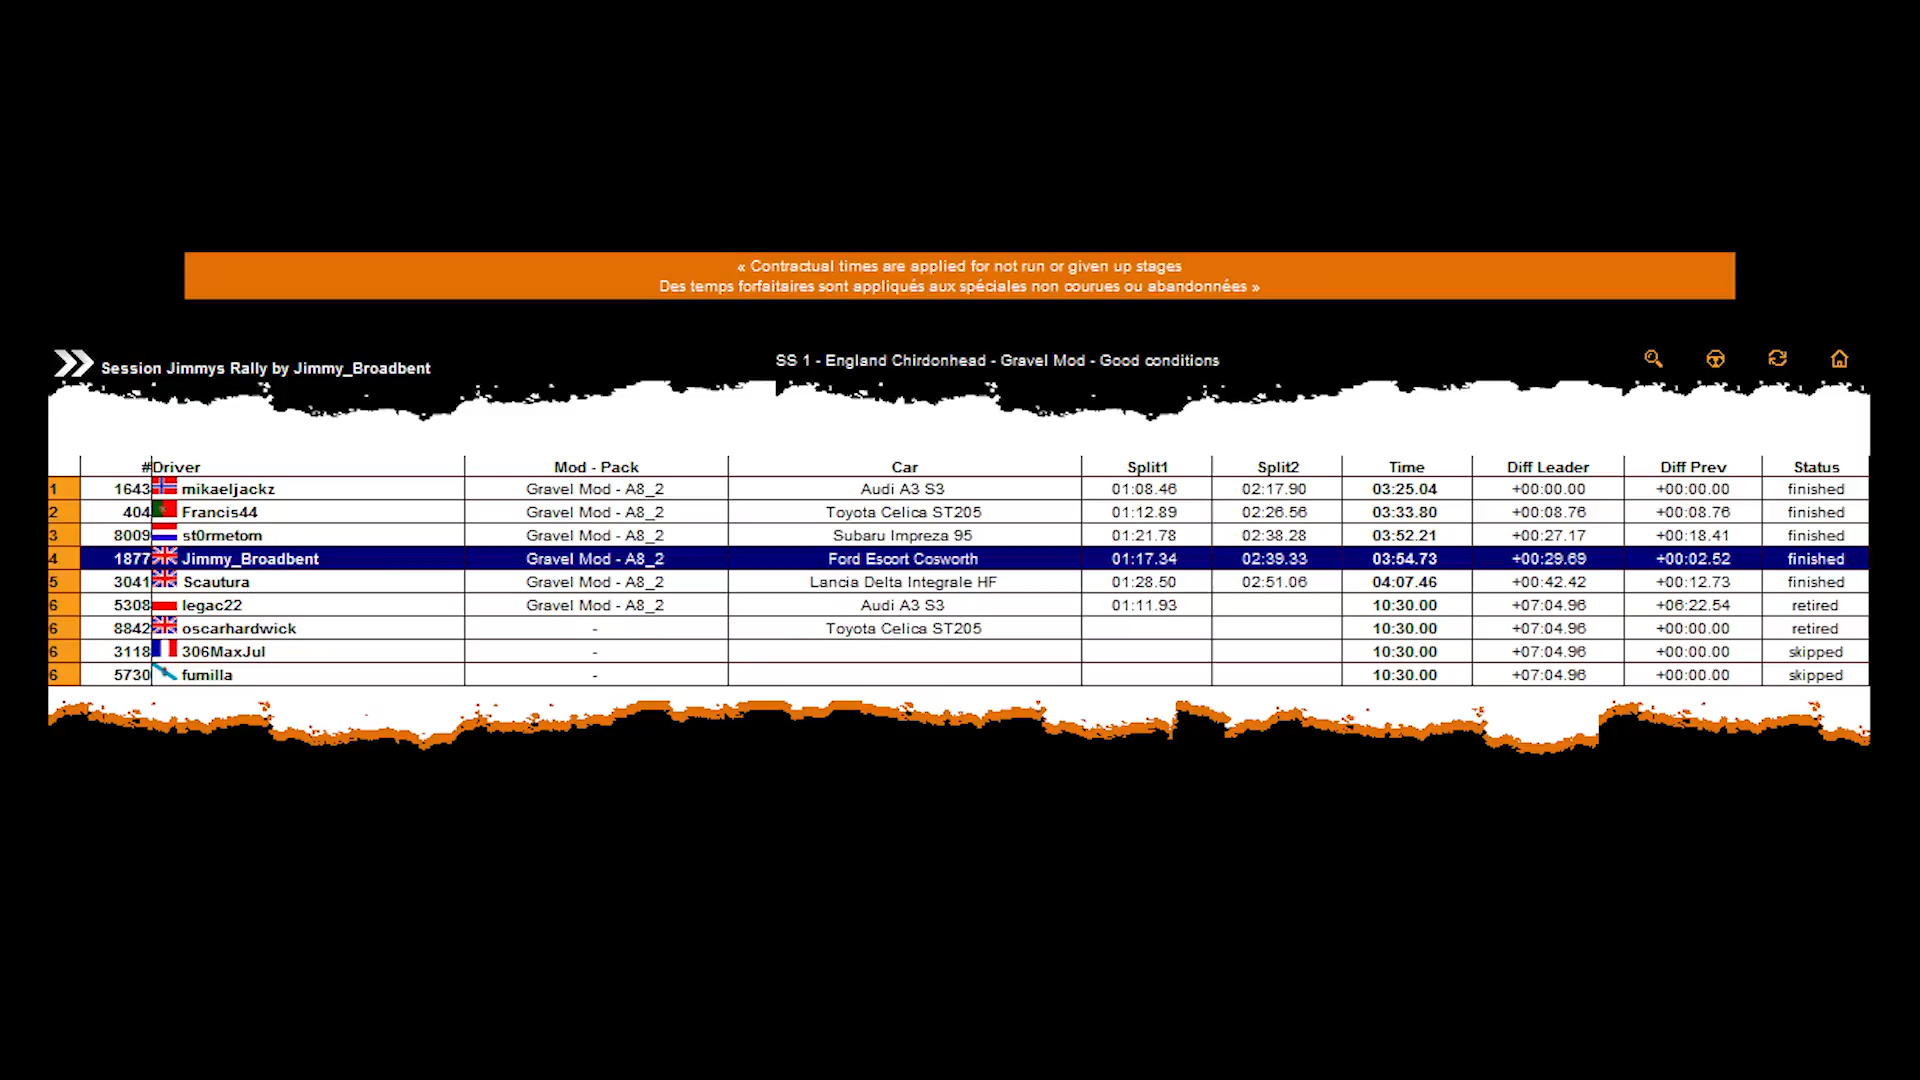 « Contractual times are applied for not run or given up stages
Des temps forfaitaires sont appliqués aux spéciales non courues ou abandonnées »
Session Jimmys Rally by Jimmy_Broadbent
SS 1 - England Chirdonhead - Gravel Mod - Good conditions
# Driver Mod - Pack Car Split1 Split2 Time Diff Leader Diff Prev Status
1 1643 mikaeljackz Gravel Mod - A8_2 Audi A3 S3 01:08.46 02:17.90 03:25.04 +00:00.00 +00:00.00 finished
2 404 Francis44 Gravel Mod - A8_2 Toyota Celica ST205 01:12.89 02:26.56 03:33.80 +00:08.76 +00:08.76 finished
3 8009 st0rmetom Gravel Mod - A8_2 Subaru Impreza 95 01:21.78 02:38.28 03:52.21 +00:27.17 +00:18.41 finished
4 1877 Jimmy_Broadbent Gravel Mod - A8_2 Ford Escort Cosworth 01:17.34 02:39.33 03:54.73 +00:29.69 +00:02.52 finished
5 3041 Scautura Gravel Mod - A8_2 Lancia Delta Integrale HF 01:28.50 02:51.06 04:07.46 +00:42.42 +00:12.73 finished
6 5308 legac22 Gravel Mod - A8_2 Audi A3 S3 01:11.93 10:30.00 +07:04.96 +06:22.54 retired
6 8842 oscarhardwick - Toyota Celica ST205 10:30.00 +07:04.96 +00:00.00 retired
6 3118 306MaxJul - 10:30.00 +07:04.96 +00:00.00 skipped
6 5730 fumilla - 10:30.00 +07:04.96 +00:00.00 skipped